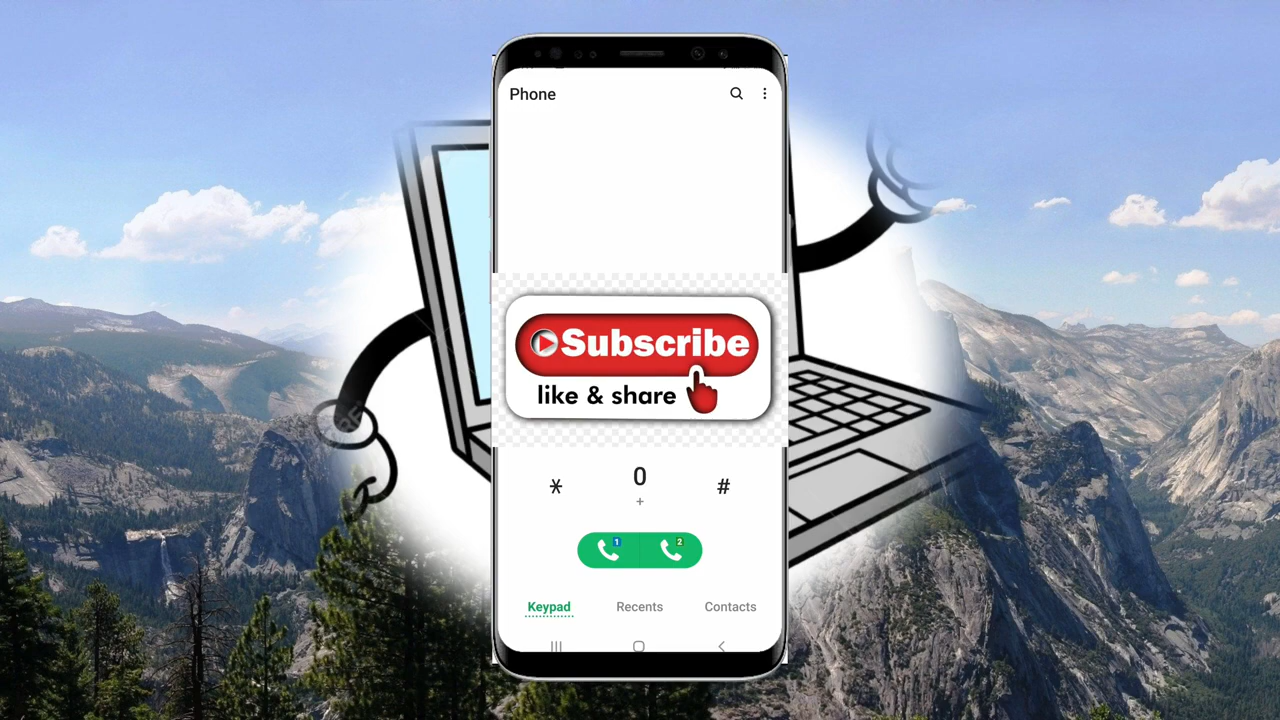 Phone
Subscribe
like & share
* 0 #
+
1 2
Keypad Recents Contacts